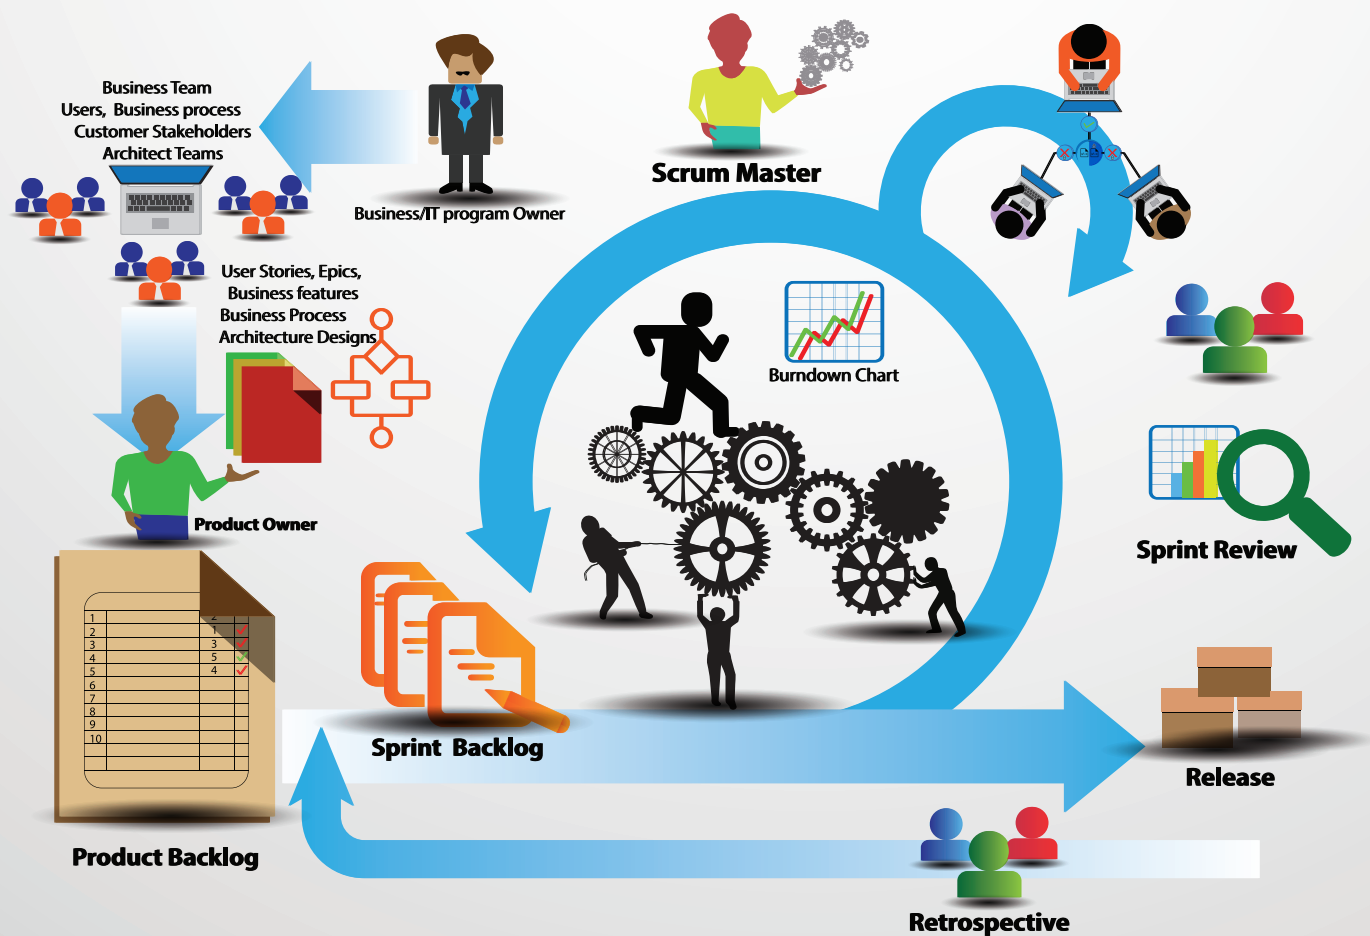 Business Team
Users, Business process
Customer Stakeholders
Architect Teams
Business/IT program Owner
Scrum Master
User Stories, Epics,
Business features
Business Process
Architecture Designs
Burndown Chart
Product Owner
Sprint Review
1 2
2 1
3 3
4 5
5 4
6
7
8
9
10
Sprint Backlog
Release
Product Backlog
Retrospective